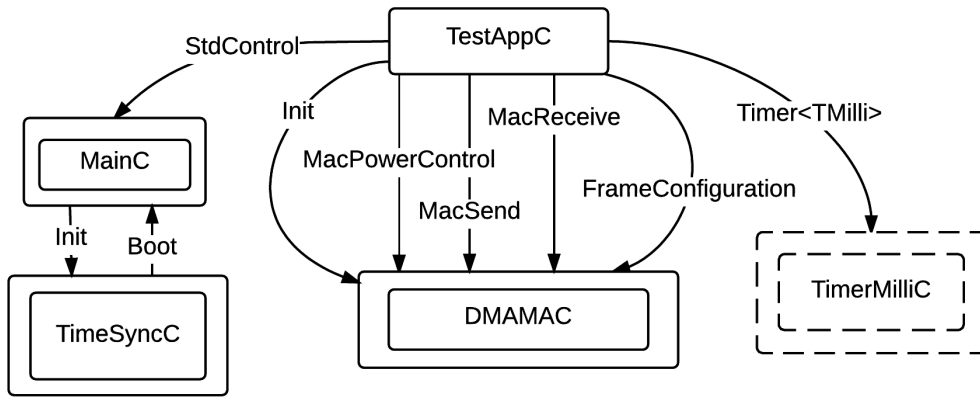 TestAppC
StdControl
Init
MacReceive
Timer<TMilli>
MainC
MacPowerControl
FrameConfiguration
MacSend
Init
Boot
TimerMilliC
DMAMAC
TimeSyncC